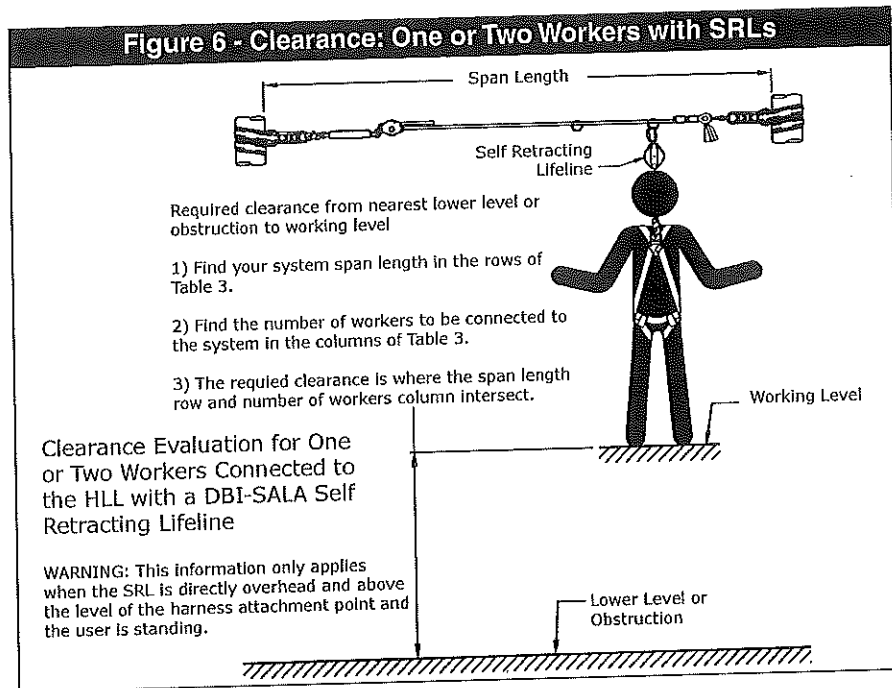 Figure 6 - Clearance: One or Two Workers with SRLs
Span Length
Self Retracting
Lifeline
Required clearance from nearest lower level or
obstruction to working level
1) Find your system span length in the rows of
Table 3.
2) Find the number of workers to be connected to
the system in the columns of Table 3.
3) The requied clearance is where the span length
row and number of workers column intersect.
Working Level
Clearance Evaluation for One
or Two Workers Connected to
the HLL with a DBI-SALA Self
Retracting Lifeline
WARNING: This information only applies
when the SRL is directly overhead and above
the level of the harness attachment point and
the user is standing.
Lower Level or
Obstruction